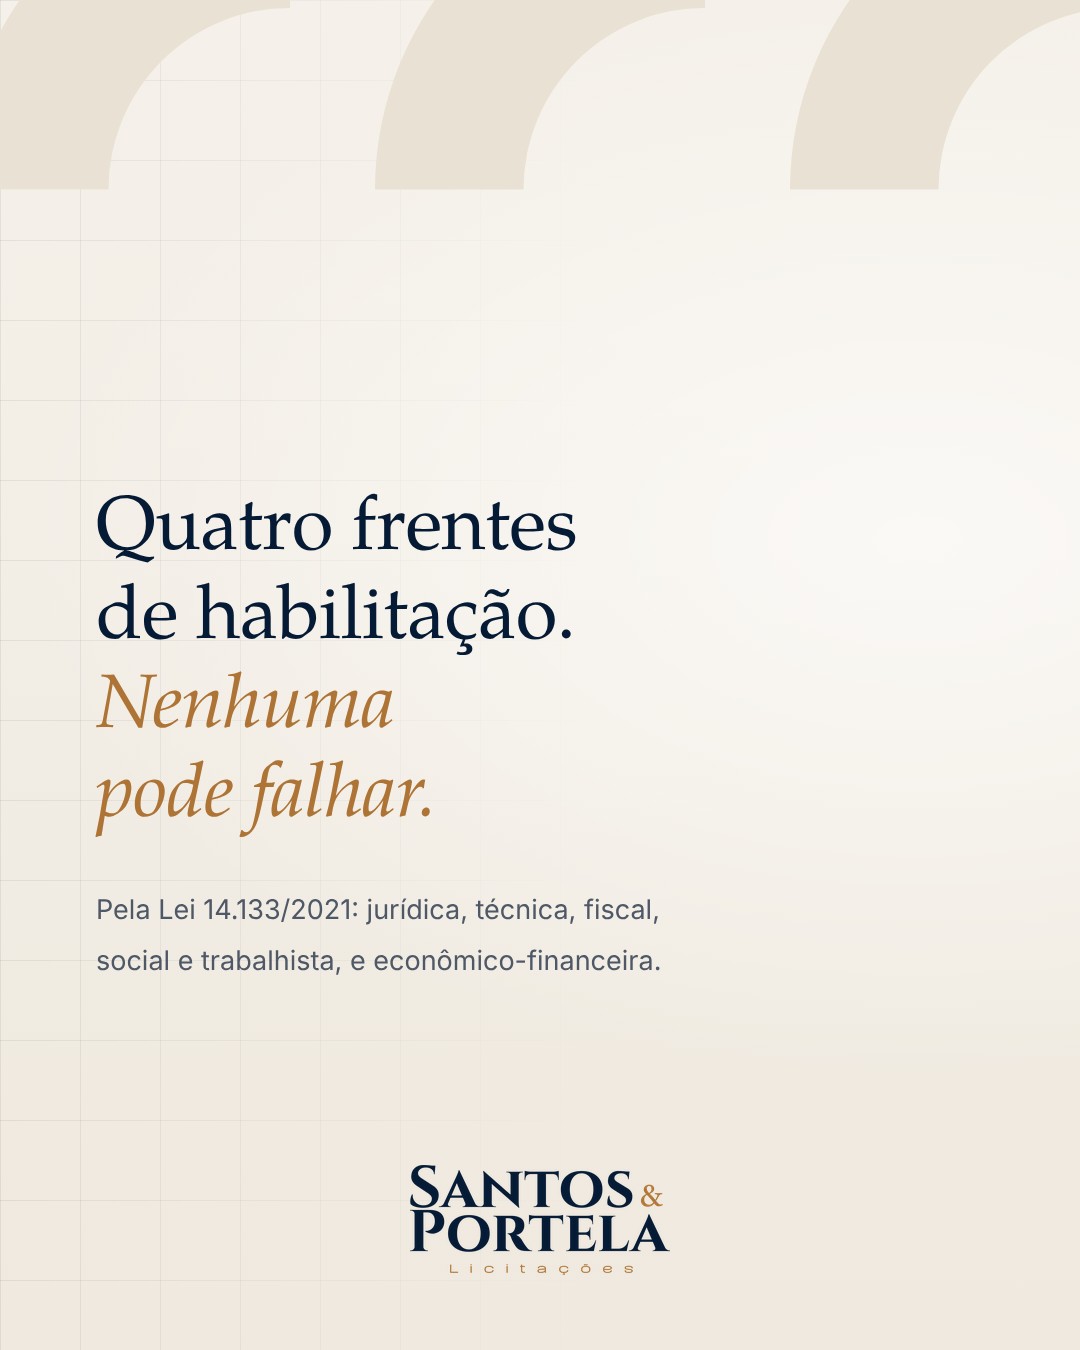 Quatro frentes
de habilitação.
Nenhuma
pode falhar.
Pela Lei 14.133/2021: jurídica, técnica, fiscal,
social e trabalhista, e econômico-financeira.
SANTOS &
PORTELA
Licitações